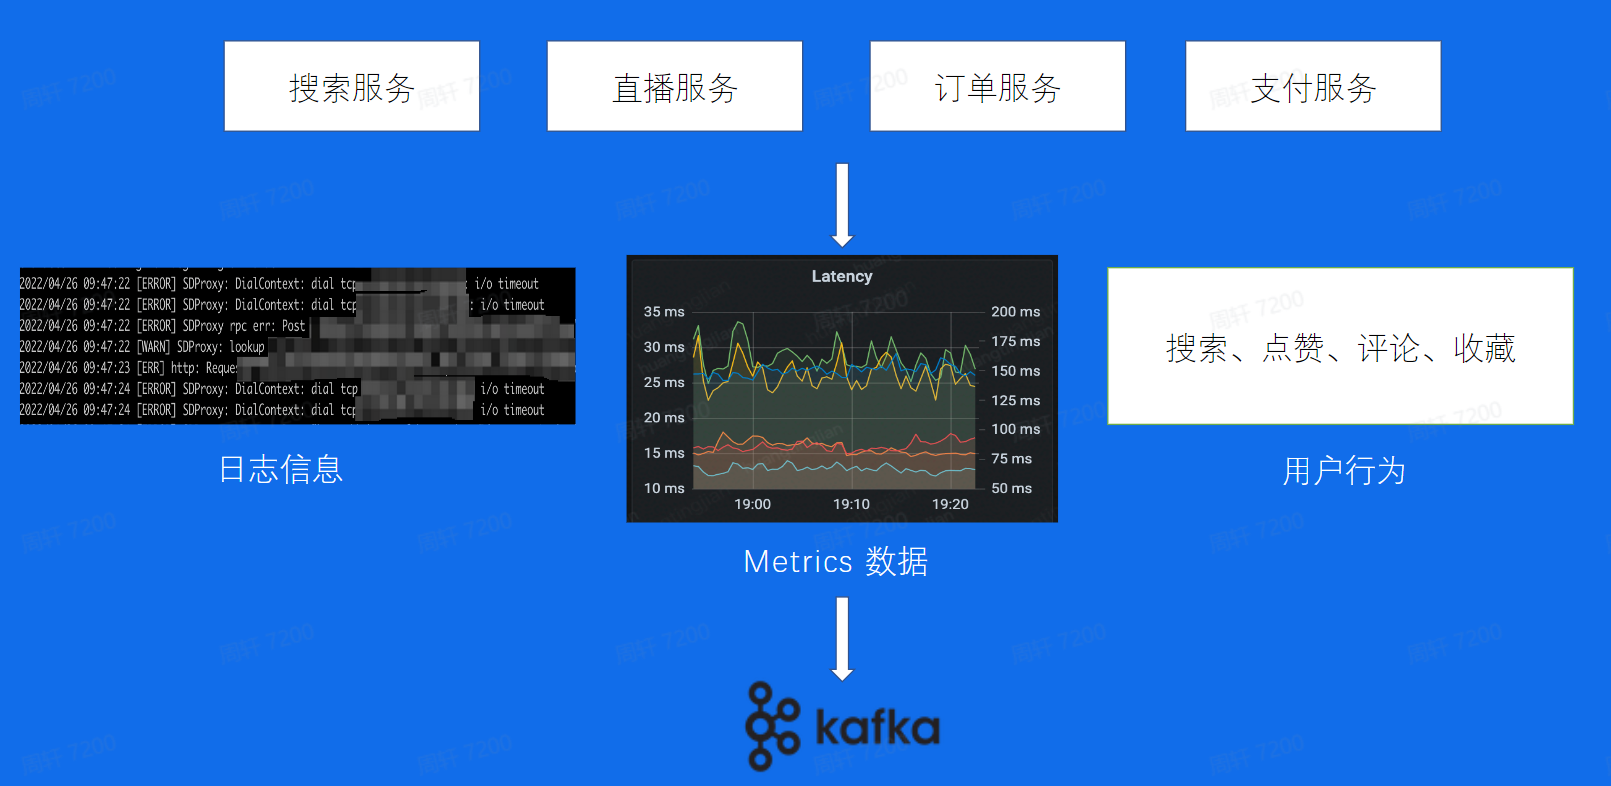 搜索服务
直播服务
订单服务
支付服务
2022/04/26 09:47:22 [ERROR] SDProxy: DialContext: dial tcp : i/o timeout
2022/04/26 09:47:22 [ERROR] SDProxy: DialContext: dial tcp : i/o timeout
2022/04/26 09:47:22 [ERROR] SDProxy rpc err: Post
2022/04/26 09:47:22 [WARN] SDProxy: lookup
2022/04/26 09:47:23 [ERR] http: Reque
2022/04/26 09:47:24 [ERROR] SDProxy: DialContext: dial tcp i/o timeout
2022/04/26 09:47:24 [ERROR] SDProxy: DialContext: dial tcp i/o timeout
日志信息
Latency
35 ms
30 ms
25 ms
20 ms
15 ms
10 ms
200 ms
175 ms
150 ms
125 ms
100 ms
75 ms
50 ms
19:00
19:10
19:20
Metrics 数据
搜索、点赞、评论、收藏
用户行为
kafka
周轩 7200